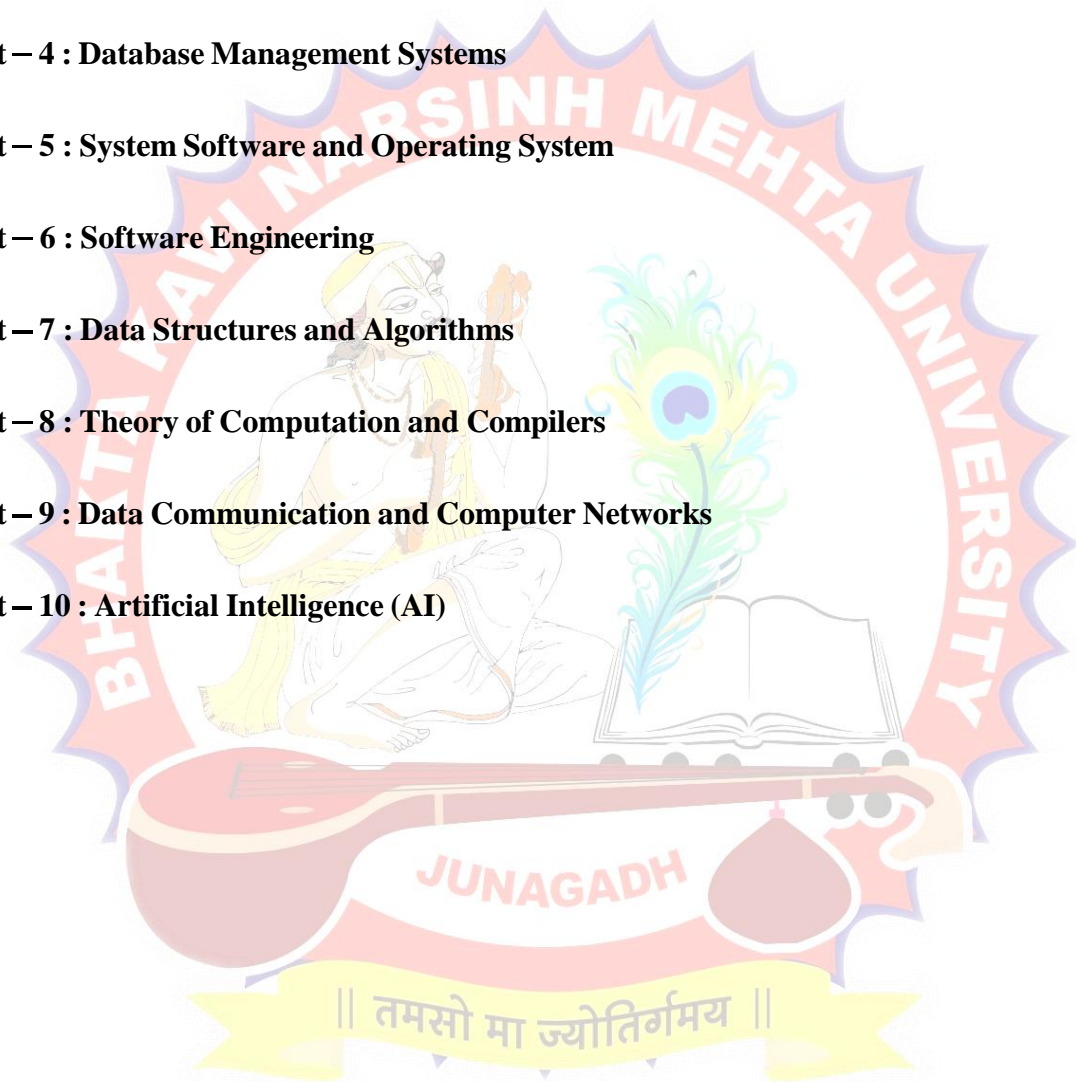 t – 4 : Database Management Systems
t – 5 : System Software and Operating System
t – 6 : Software Engineering
t – 7 : Data Structures and Algorithms
t – 8 : Theory of Computation and Compilers
t – 9 : Data Communication and Computer Networks
t – 10 : Artificial Intelligence (AI)
BHAKTA KAVI NARSINH MEHTA UNIVERSITY
JUNAGADH
|| तमसो मा ज्योतिर्गमय ||